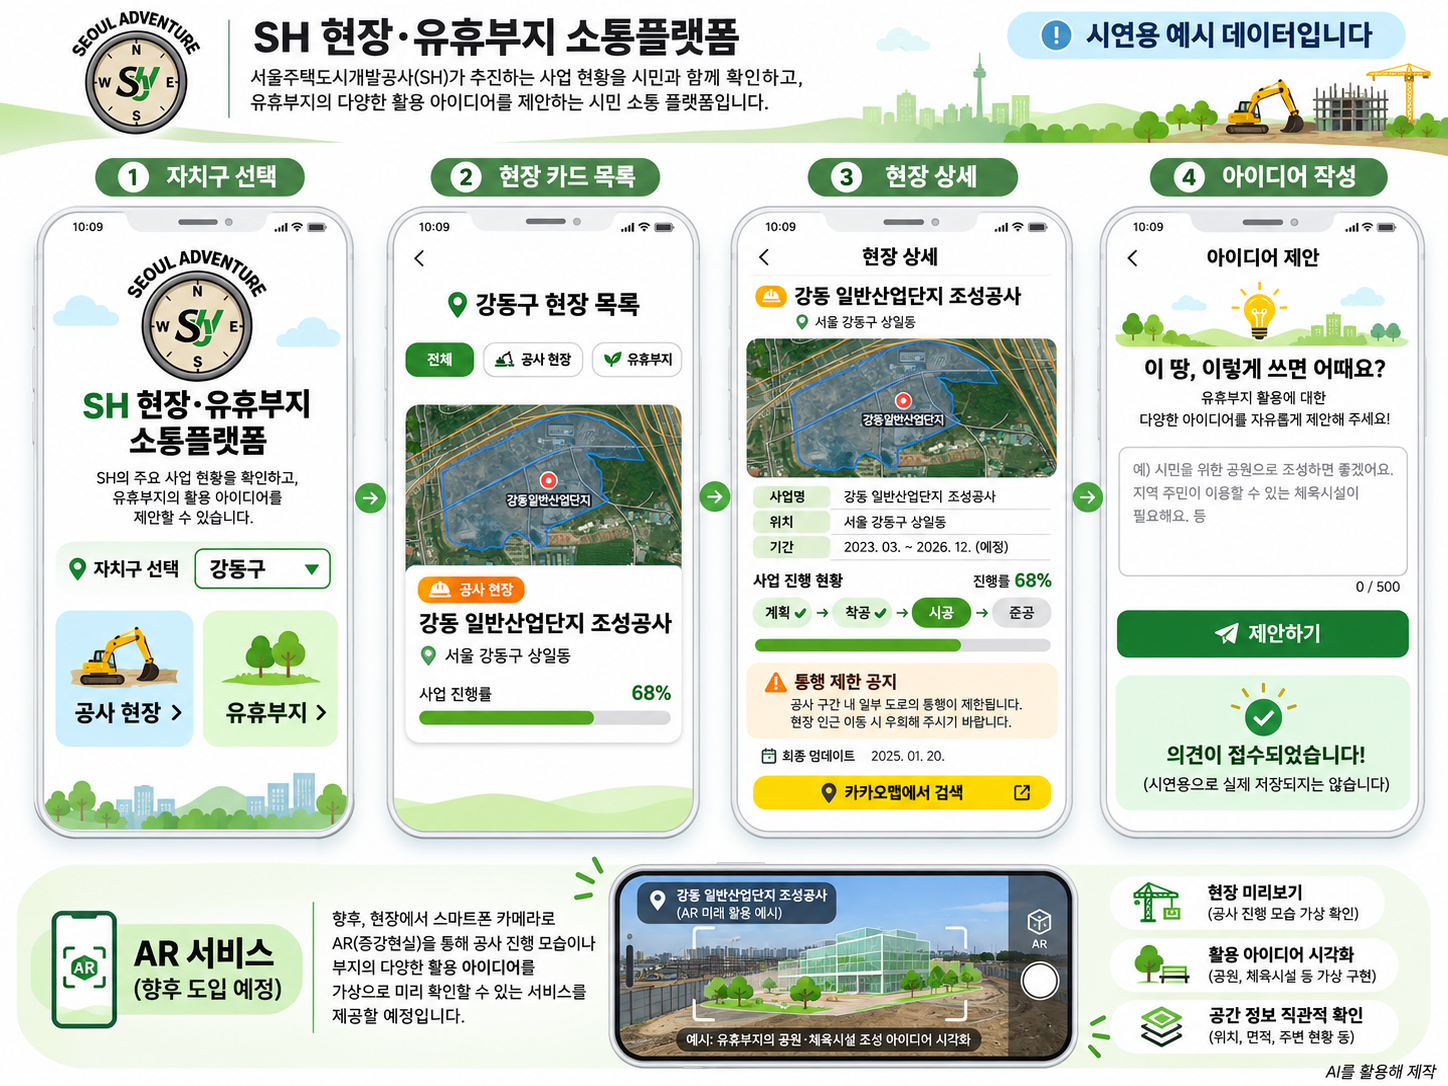 SEOUL ADVENTURE
N
W
E
S
SH
SH 현장·유휴부지 소통플랫폼
서울주택도시개발공사(SH)가 추진하는 사업 현황을 시민과 함께 확인하고,
유휴부지의 다양한 활용 아이디어를 제안하는 시민 소통 플랫폼입니다.
! 시연용 예시 데이터입니다
1 자치구 선택
10:09
SEOUL ADVENTURE
N
W
E
S
SH
SH 현장·유휴부지
소통플랫폼
SH의 주요 사업 현황을 확인하고,
유휴부지의 활용 아이디어를
제안할 수 있습니다.
자치구 선택 강동구
공사 현장
유휴부지
2 현장 카드 목록
10:09
강동구 현장 목록
전체 공사 현장 유휴부지
강동일반산업단지
공사 현장
강동 일반산업단지 조성공사
서울 강동구 상일동
사업 진행률 68%
3 현장 상세
10:09
현장 상세
강동 일반산업단지 조성공사
서울 강동구 상일동
강동일반산업단지
사업명 강동 일반산업단지 조성공사
위치 서울 강동구 상일동
기간 2023. 03. ~ 2026. 12. (예정)
사업 진행 현황 진행률 68%
계획 → 착공 → 시공 → 준공
통행 제한 공지
공사 구간 내 일부 도로의 통행이 제한됩니다.
현장 인근 이동 시 우회해 주시기 바랍니다.
2025. 01. 20.
카카오맵에서 검색
4 아이디어 작성
10:09
아이디어 제안
이 땅, 이렇게 쓰면 어때요?
유휴부지 활용에 대한
다양한 아이디어를 자유롭게 제안해 주세요!
예) 시민을 위한 공원으로 조성하면 좋겠어요.
지역 주민이 이용할 수 있는 체육시설이
필요해요. 등
0 / 500
제안하기
의견이 접수되었습니다!
(시연용으로 실제 저장되지는 않습니다)
AR
AR 서비스
(향후 도입 예정)
향후, 현장에서 스마트폰 카메라로
AR(증강현실)을 통해 공사 진행 모습이나
부지의 다양한 활용 아이디어를
가상으로 미리 확인할 수 있는 서비스를
제공할 예정입니다.
강동 일반산업단지 조성공사
(AR 미래 활용 예시)
AR
예시: 유휴부지의 공원·체육시설 조성 아이디어 시각화
현장 미리보기
(공사 진행 모습 가상 확인)
활용 아이디어 시각화
(공원, 체육시설 등 가상 구현)
공간 정보 직관적 확인
(위치, 면적, 주변 현황 등)
AI를 활용해 제작